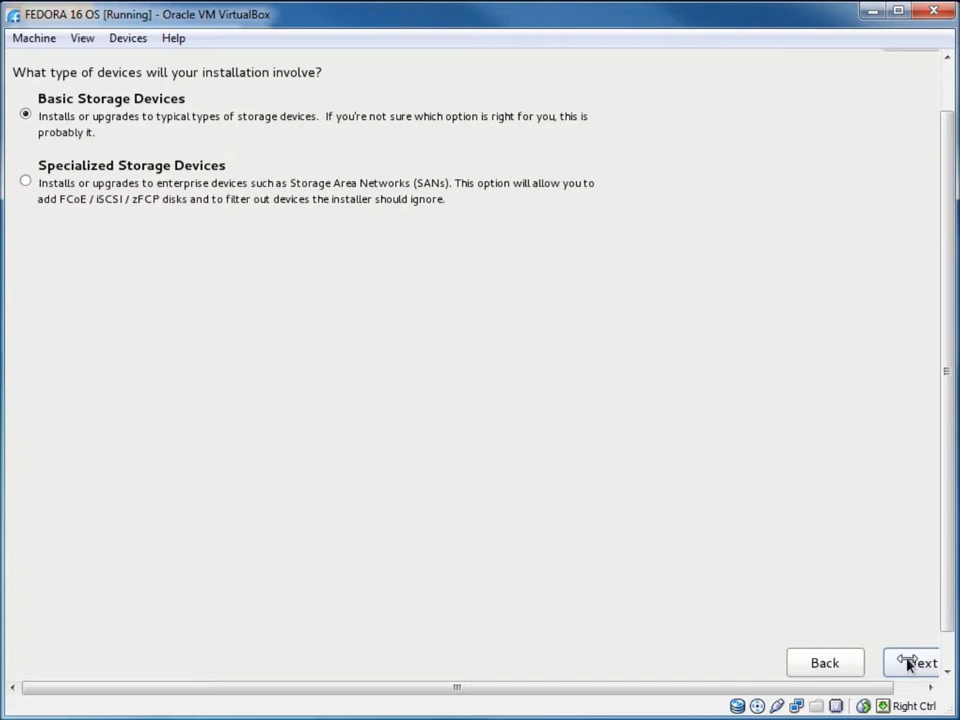 FEDORA 16 OS [Running] - Oracle VM VirtualBox
Machine View Devices Help
What type of devices will your installation involve?
Basic Storage Devices
Installs or upgrades to typical types of storage devices. If you're not sure which option is right for you, this is
probably it.
Specialized Storage Devices
Installs or upgrades to enterprise devices such as Storage Area Networks (SANs). This option will allow you to
add FCoE / iSCSI / zFCP disks and to filter out devices the installer should ignore.
Back Next
Right Ctrl